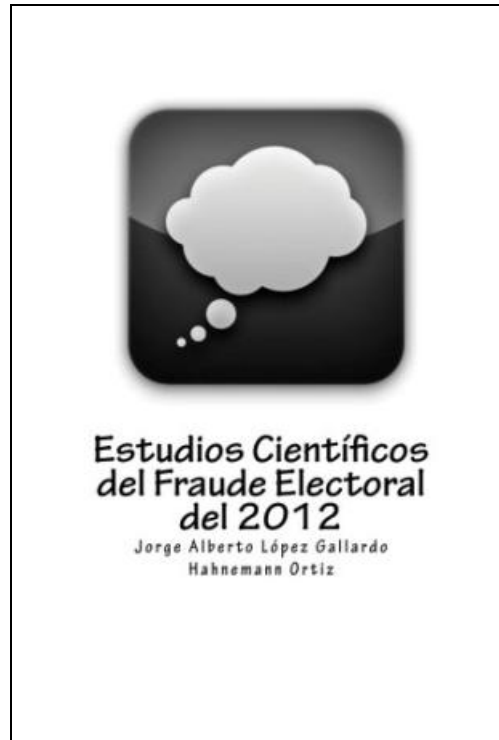 Estudios Científicos
del Fraude Electoral
del 2012
Jorge Alberto López Gallardo
Hahnemann Ortiz